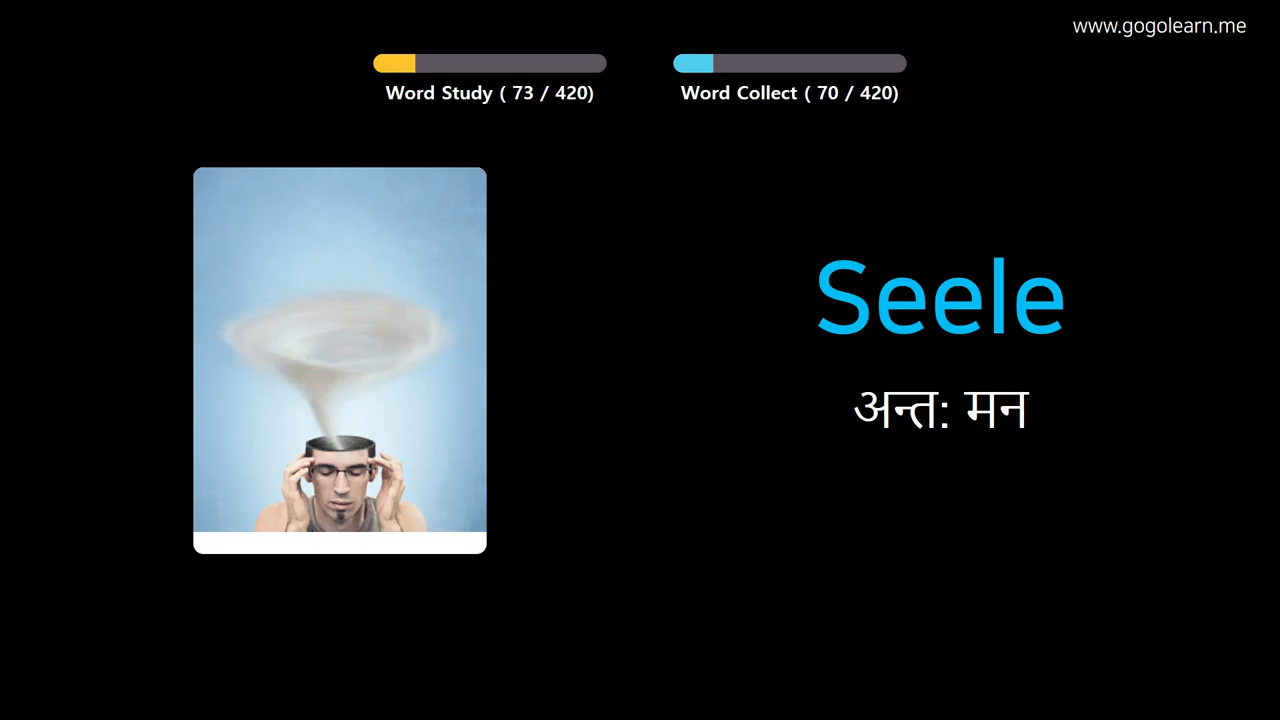 www.gogolearn.me
Word Study ( 73 / 420)
Word Collect ( 70 / 420)
Seele
अन्त: मन